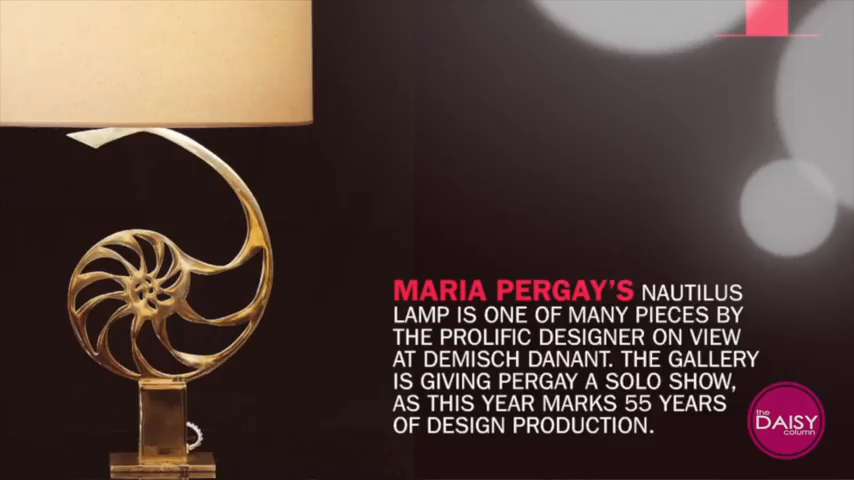 MARIA PERGAY'S NAUTILUS
LAMP IS ONE OF MANY PIECES BY
THE PROLIFIC DESIGNER ON VIEW
AT DEMISCH DANANT. THE GALLERY
IS GIVING PERGAY A SOLO SHOW,
AS THIS YEAR MARKS 55 YEARS
OF DESIGN PRODUCTION.
the
DAISY
column